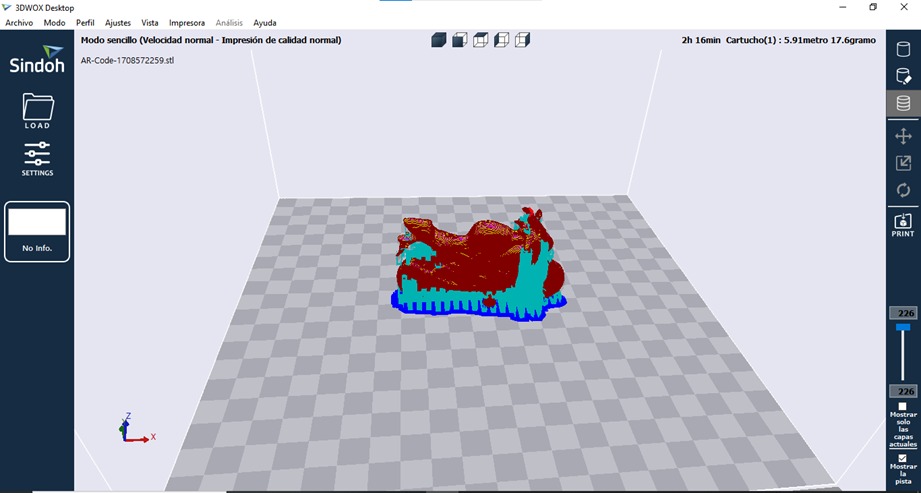 3DWOX Desktop
Archivo Modo Perfil Ajustes Vista Impresora Análisis Ayuda
Sindoh
Modo sencillo (Velocidad normal - Impresión de calidad normal)
2h 16min Cartucho(1) : 5.91metro 17.6gramo
AR-Code-1708572259.stl
LOAD
SETTINGS
No Info.
PRINT
226
226
Mostrar
solo
las
capas
actuales
Mostrar
la
pista
Z
X